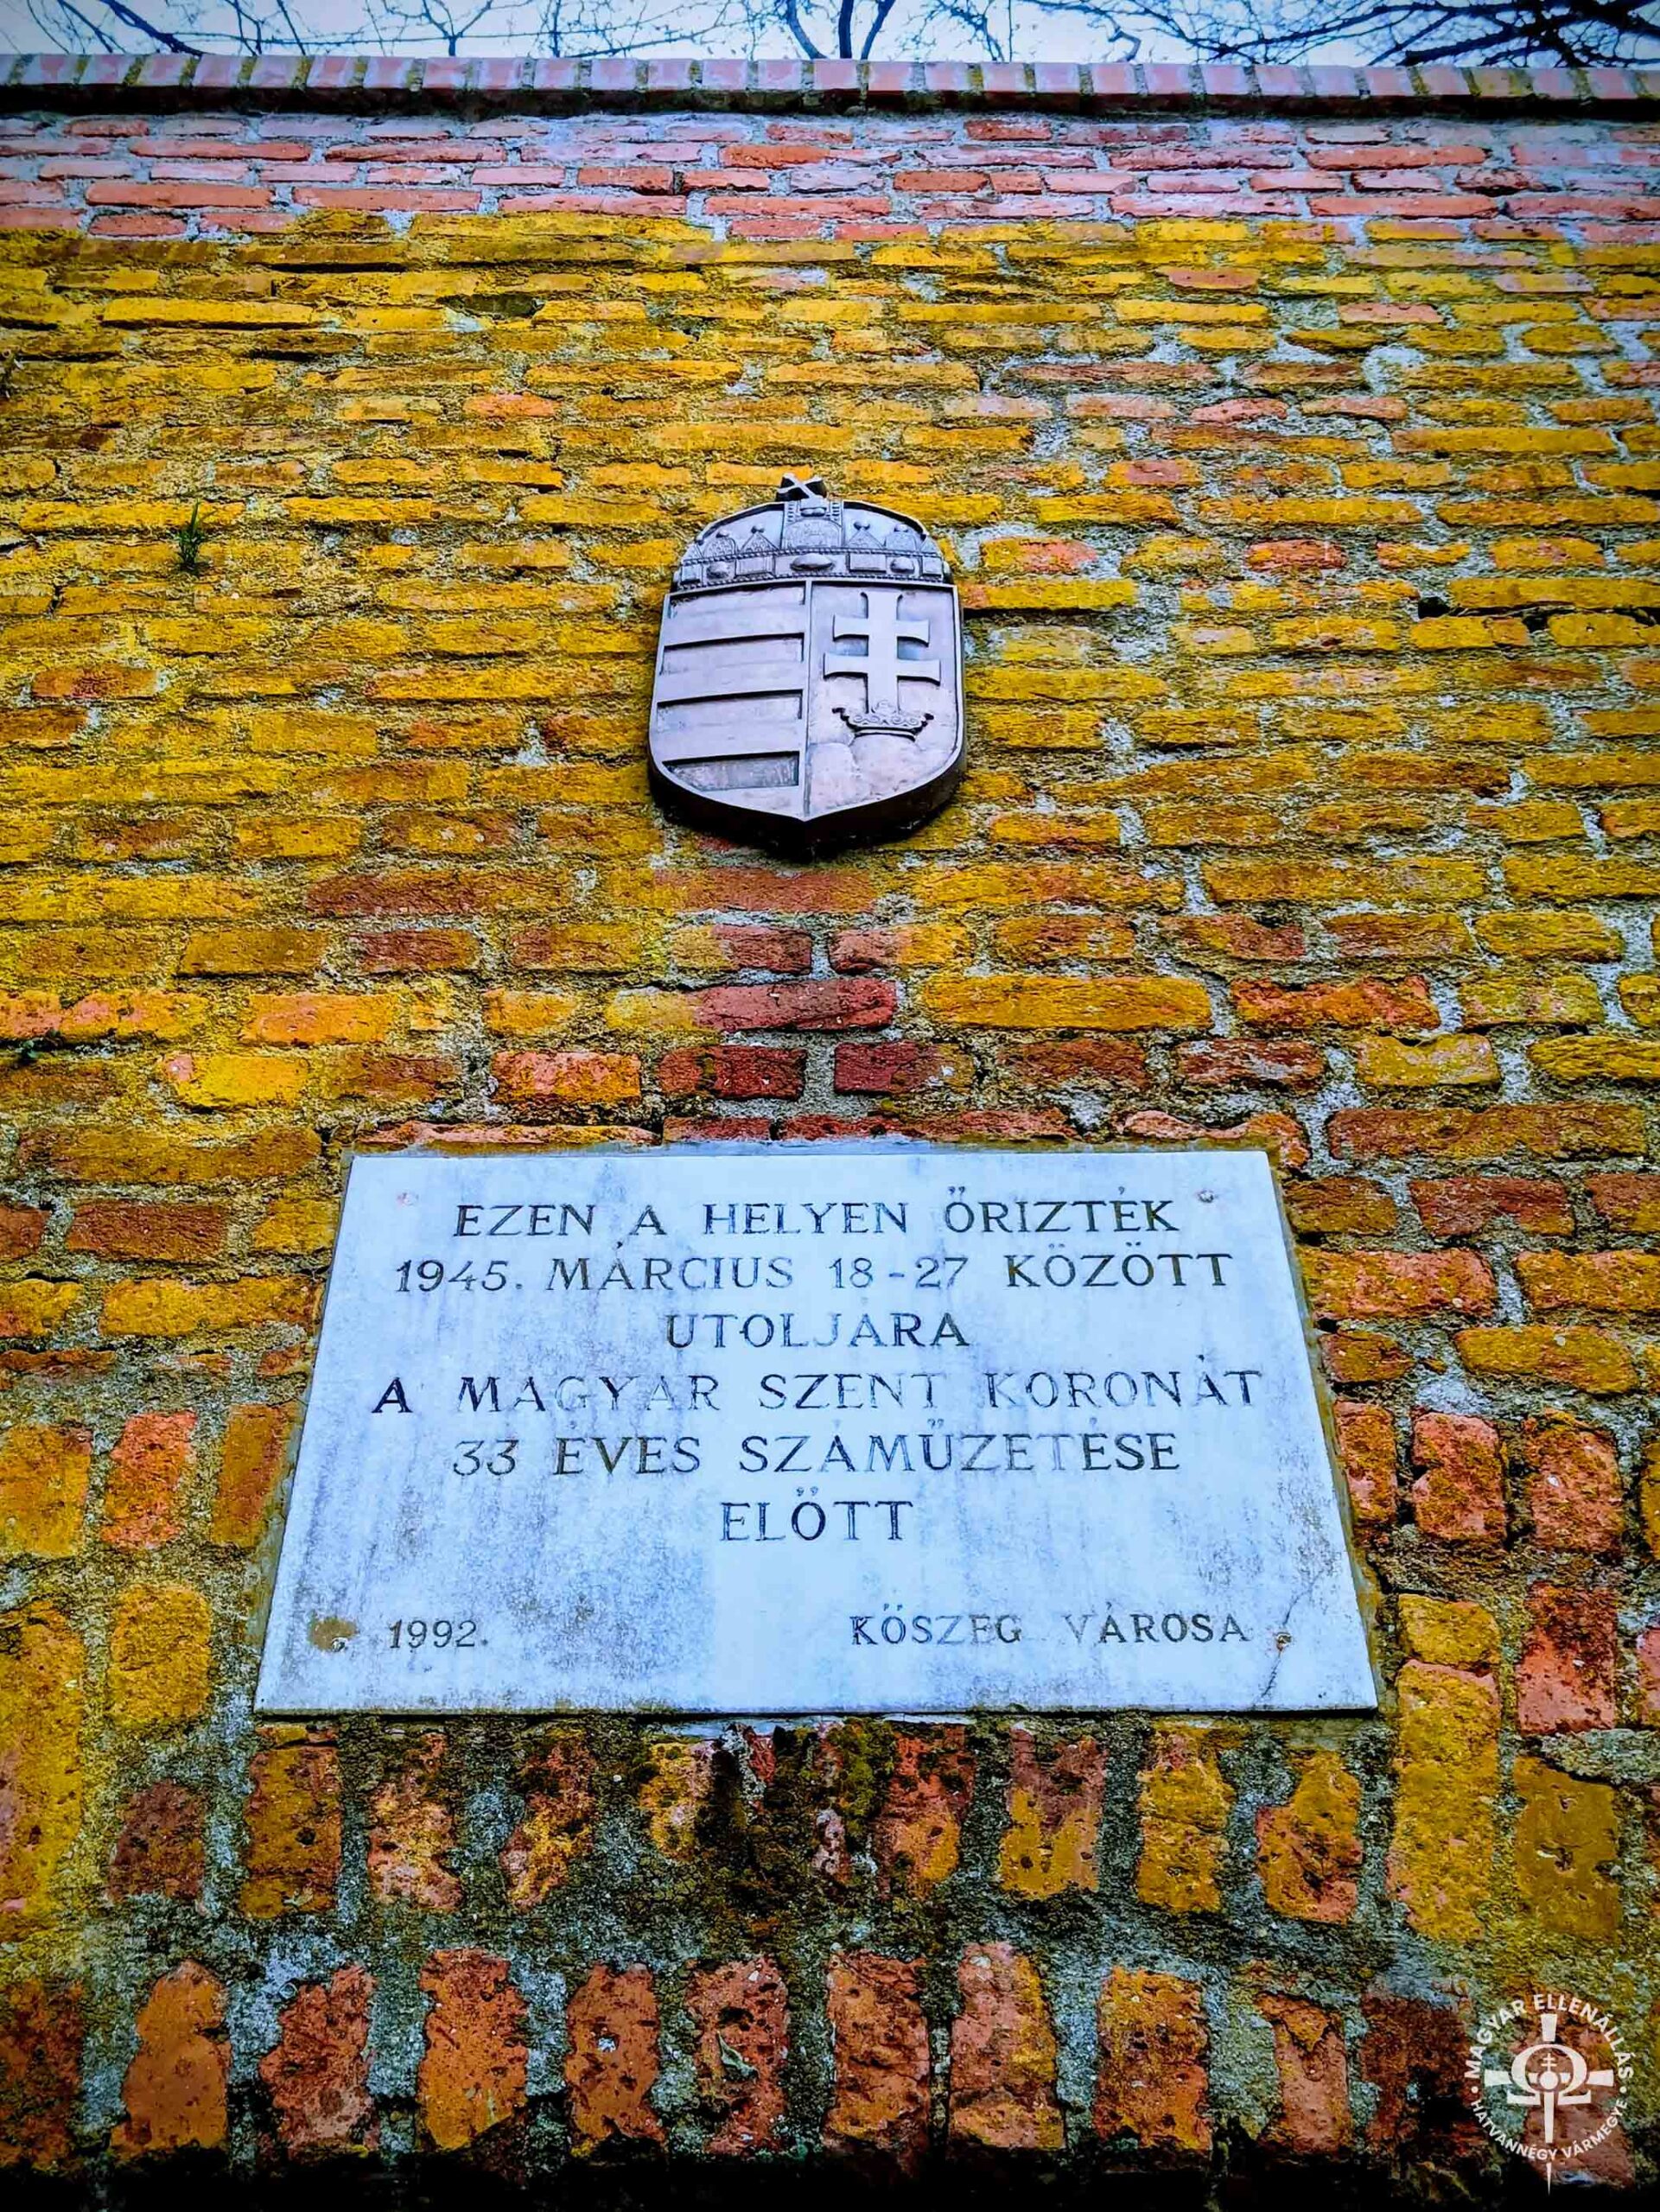 EZEN A HELYEN ŐRIZTÉK
1945. MÁRCIUS 18-27 KÖZÖTT
UTOLJÁRA
A MAGYAR SZENT KORONÁT
33 ÉVES SZÁMŰZETÉSE
ELŐTT
1992. KŐSZEG VÁROSA
MAGYAR ELLENÁLLÁS
HATVANNÉGY VÁRMEGYE